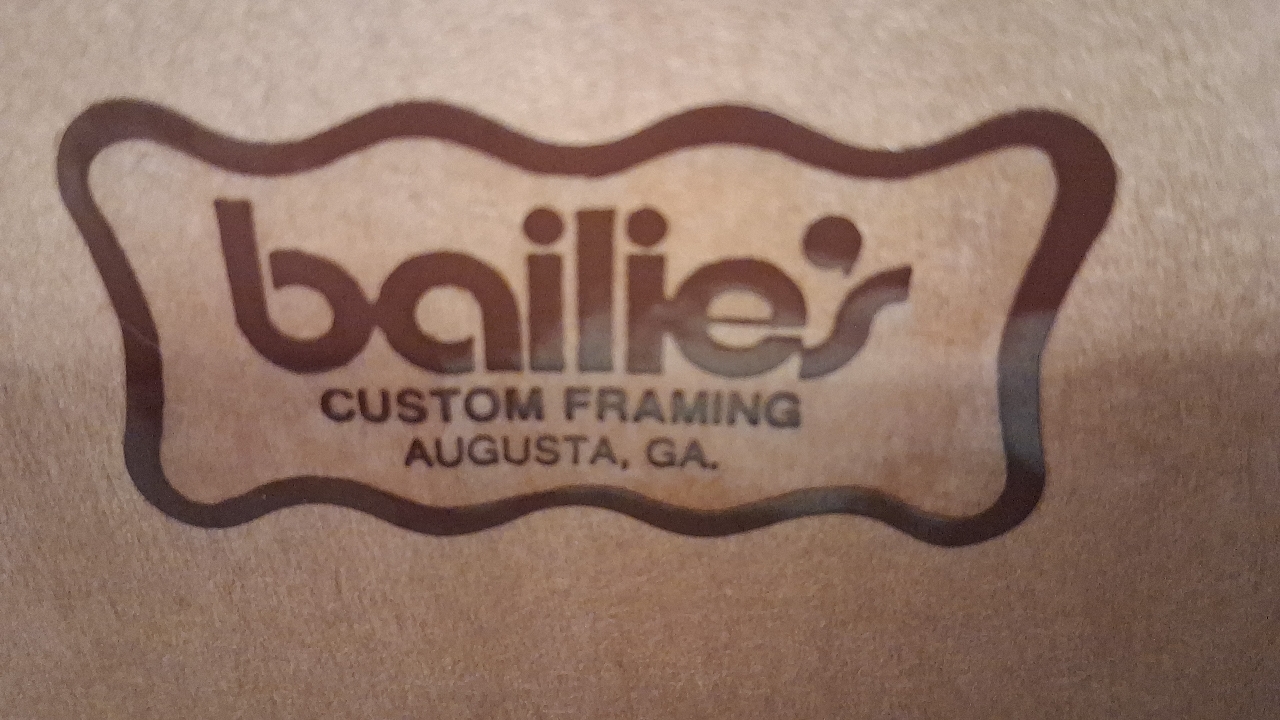 bailie's
CUSTOM FRAMING
AUGUSTA, GA.